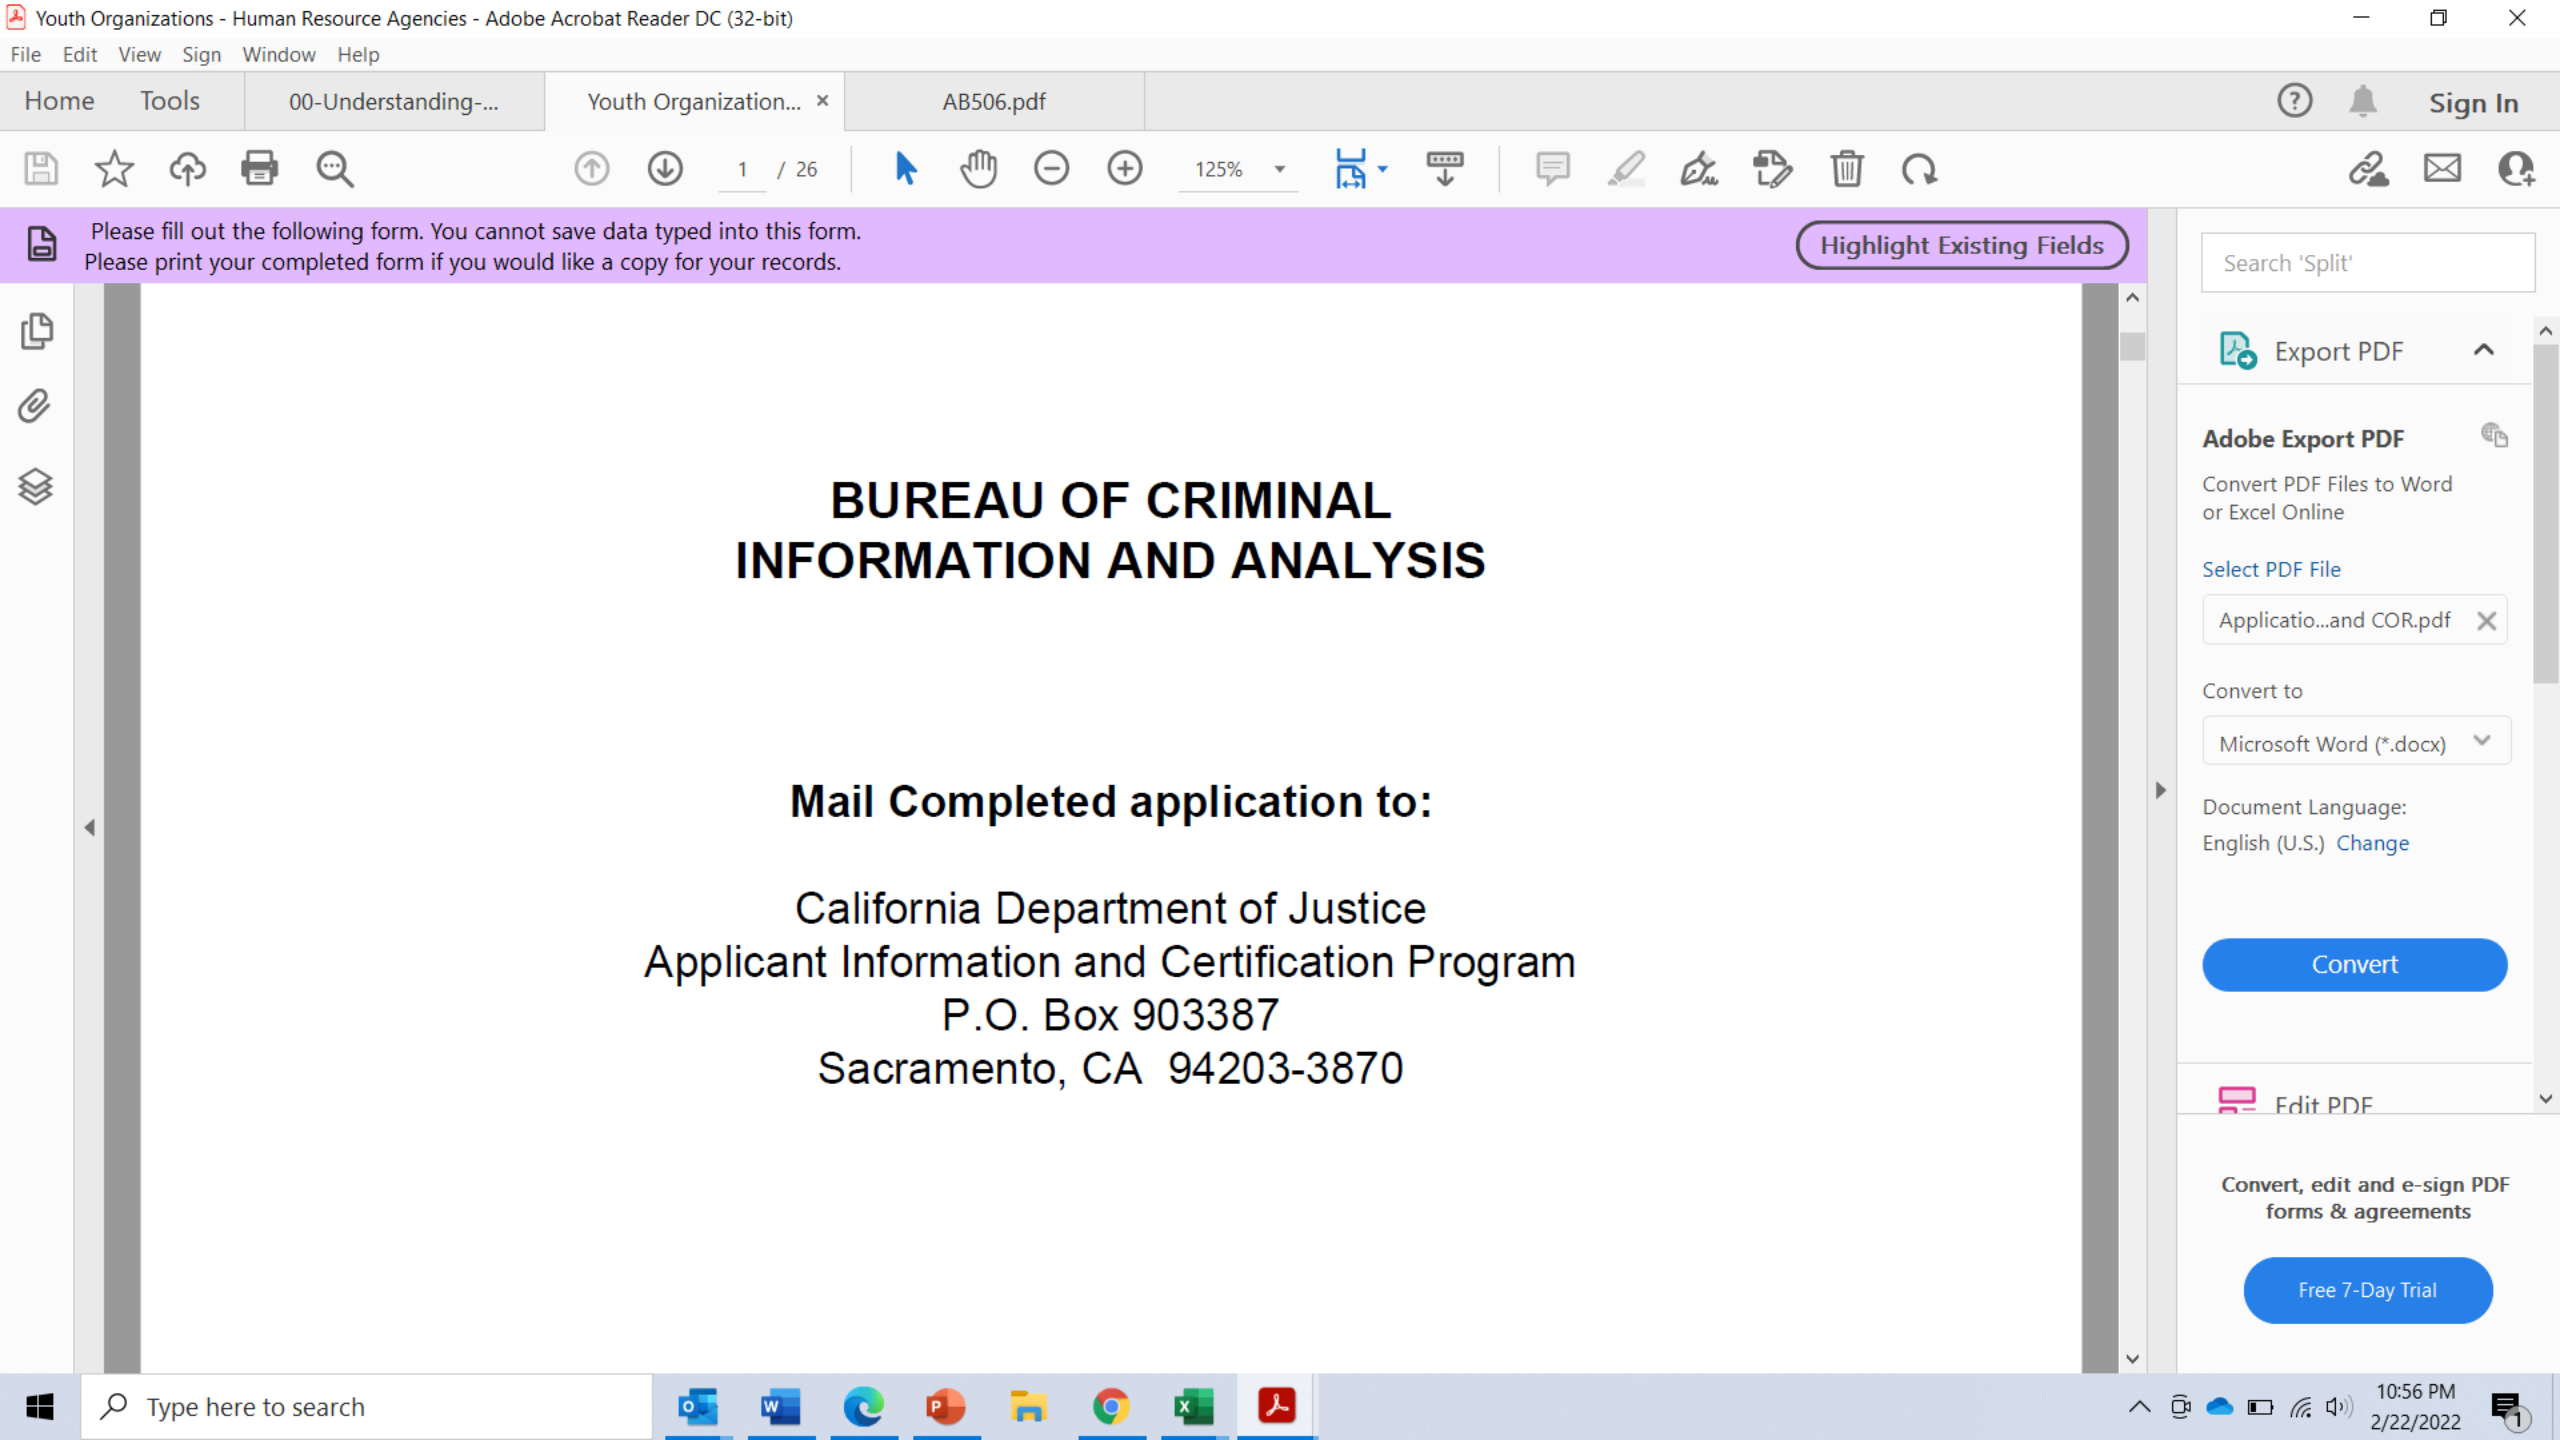 Youth Organizations - Human Resource Agencies - Adobe Acrobat Reader DC (32-bit)
File Edit View Sign Window Help
Home Tools 00-Understanding-... Youth Organization... × AB506.pdf Sign In
1 / 26 125%
Please fill out the following form. You cannot save data typed into this form.
Please print your completed form if you would like a copy for your records.
Highlight Existing Fields
BUREAU OF CRIMINAL
INFORMATION AND ANALYSIS
Mail Completed application to:
California Department of Justice
Applicant Information and Certification Program
P.O. Box 903387
Sacramento, CA 94203-3870
Search 'Split'
Export PDF
Adobe Export PDF
Convert PDF Files to Word
or Excel Online
Select PDF File
Applicatio...and COR.pdf
Convert to
Microsoft Word (*.docx)
Document Language:
English (U.S.) Change
Convert
Edit PDF
Convert, edit and e-sign PDF
forms & agreements
Free 7-Day Trial
Type here to search
10:56 PM
2/22/2022
1